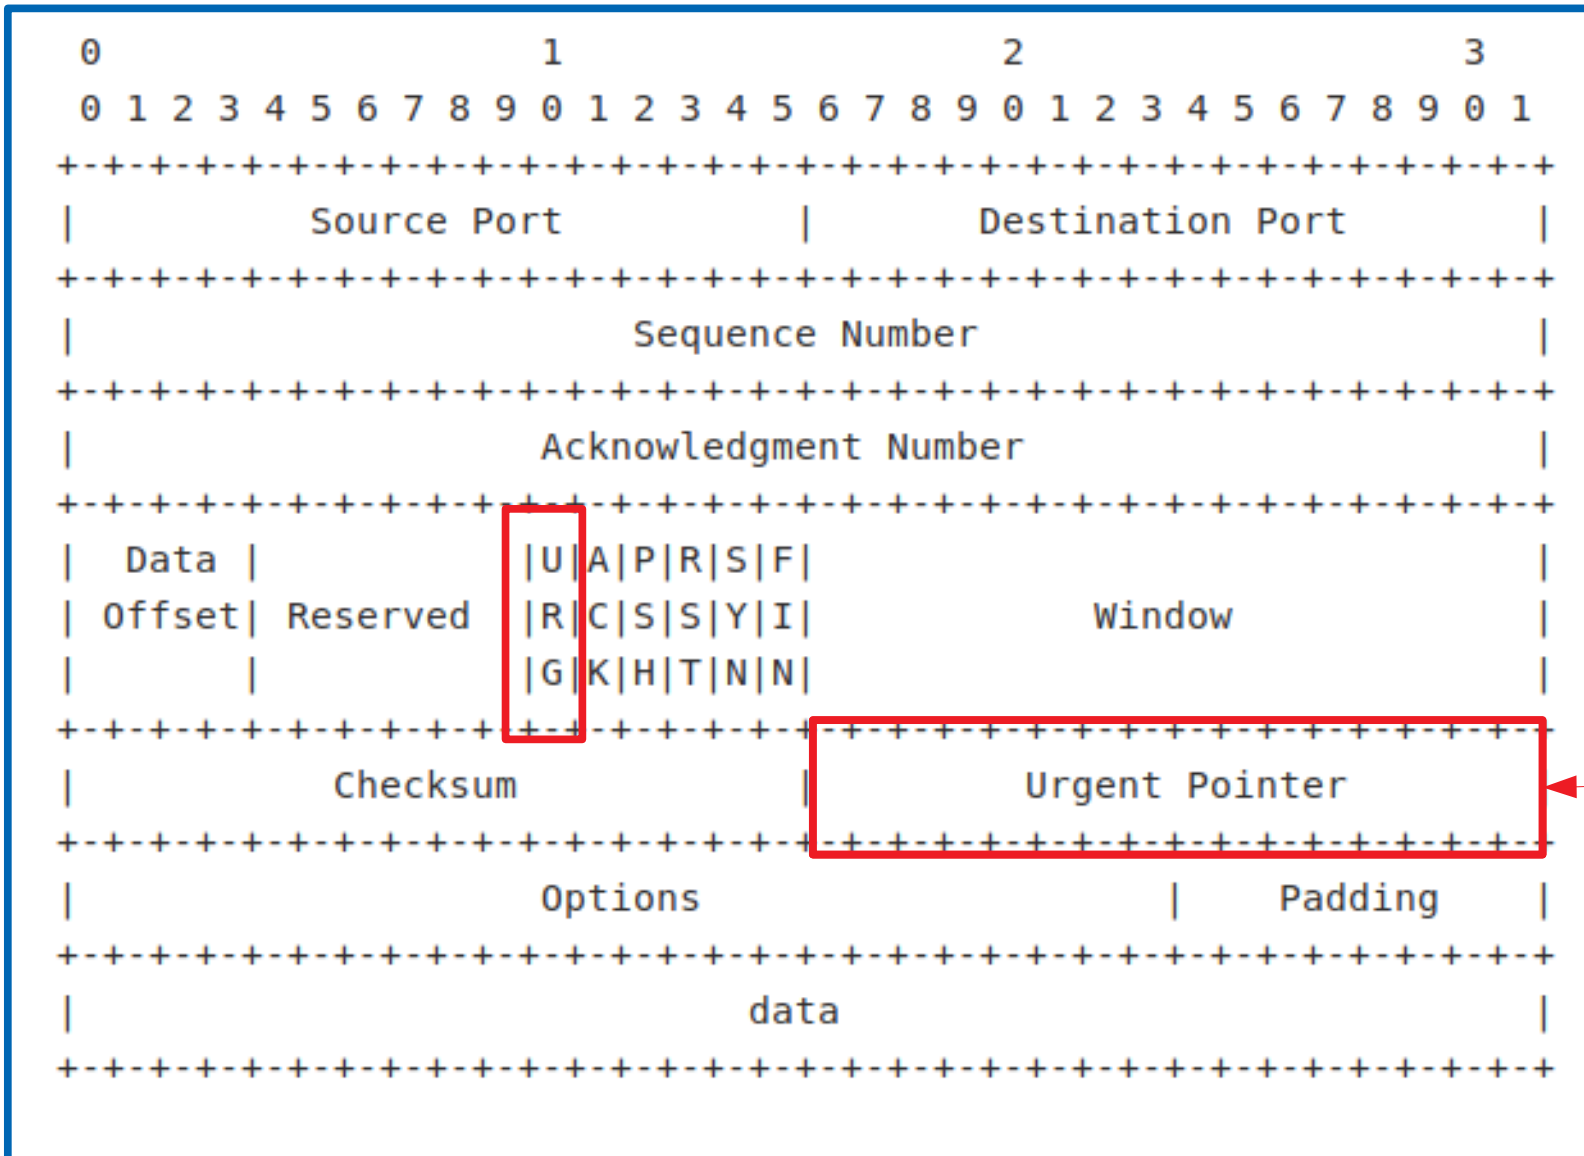 0                   1                   2                   3
 0 1 2 3 4 5 6 7 8 9 0 1 2 3 4 5 6 7 8 9 0 1 2 3 4 5 6 7 8 9 0 1
+-+-+-+-+-+-+-+-+-+-+-+-+-+-+-+-+-+-+-+-+-+-+-+-+-+-+-+-+-+-+-+-+
|          Source Port          |       Destination Port        |
+-+-+-+-+-+-+-+-+-+-+-+-+-+-+-+-+-+-+-+-+-+-+-+-+-+-+-+-+-+-+-+-+
|                        Sequence Number                        |
+-+-+-+-+-+-+-+-+-+-+-+-+-+-+-+-+-+-+-+-+-+-+-+-+-+-+-+-+-+-+-+-+
|                    Acknowledgment Number                      |
+-+-+-+-+-+-+-+-+-+-+-+-+-+-+-+-+-+-+-+-+-+-+-+-+-+-+-+-+-+-+-+-+
|  Data |           |U|A|P|R|S|F|                               |
| Offset| Reserved  |R|C|S|S|Y|I|            Window             |
|       |           |G|K|H|T|N|N|                               |
+-+-+-+-+-+-+-+-+-+-+-+-+-+-+-+-+-+-+-+-+-+-+-+-+-+-+-+-+-+-+-+-+
|           Checksum            |         Urgent Pointer        |
+-+-+-+-+-+-+-+-+-+-+-+-+-+-+-+-+-+-+-+-+-+-+-+-+-+-+-+-+-+-+-+-+
|                    Options                    |    Padding    |
+-+-+-+-+-+-+-+-+-+-+-+-+-+-+-+-+-+-+-+-+-+-+-+-+-+-+-+-+-+-+-+-+
|                             data                              |
+-+-+-+-+-+-+-+-+-+-+-+-+-+-+-+-+-+-+-+-+-+-+-+-+-+-+-+-+-+-+-+-+